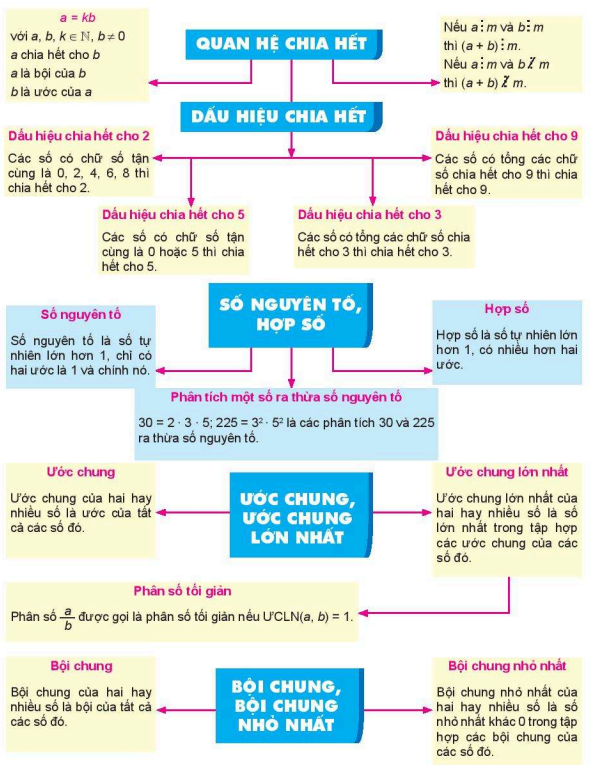 a = kb
với a, b, k ∈ ℕ, b ≠ 0
a chia hết cho b
a là bội của b
b là ước của a
QUAN HỆ CHIA HẾT
Nếu a ⋮ m và b ⋮ m
thì (a + b) ⋮ m.
Nếu a ⋮ m và b ⋮̸ m
thì (a + b) ⋮̸ m.
DẤU HIỆU CHIA HẾT
Dấu hiệu chia hết cho 2
Các số có chữ số tận
cùng là 0, 2, 4, 6, 8 thì
chia hết cho 2.
Dấu hiệu chia hết cho 9
Các số có tổng các chữ
số chia hết cho 9 thì chia
hết cho 9.
Dấu hiệu chia hết cho 5
Các số có chữ số tận
cùng là 0 hoặc 5 thì chia
hết cho 5.
Dấu hiệu chia hết cho 3
Các số có tổng các chữ số chia
hết cho 3 thì chia hết cho 3.
SỐ NGUYÊN TỐ,
HỢP SỐ
Số nguyên tố
Số nguyên tố là số tự
nhiên lớn hơn 1, chỉ có
hai ước là 1 và chính nó.
Hợp số
Hợp số là số tự nhiên lớn
hơn 1, có nhiều hơn hai
ước.
Phân tích một số ra thừa số nguyên tố
30 = 2 · 3 · 5; 225 = 3² · 5² là các phân tích 30 và 225
ra thừa số nguyên tố.
Ước chung
Ước chung của hai hay
nhiều số là ước của tất
cả các số đó.
ƯỚC CHUNG,
ƯỚC CHUNG
LỚN NHẤT
Ước chung lớn nhất
Ước chung lớn nhất của
hai hay nhiều số là số
lớn nhất trong tập hợp
các ước chung của các
số đó.
Phân số tối giản
Phân số a/b được gọi là phân số tối giản nếu ƯCLN(a, b) = 1.
Bội chung
Bội chung của hai hay
nhiều số là bội của tất cả
các số đó.
BỘI CHUNG,
BỘI CHUNG
NHỎ NHẤT
Bội chung nhỏ nhất
Bội chung nhỏ nhất của
hai hay nhiều số là số
nhỏ nhất khác 0 trong tập
hợp các bội chung của
các số đó.